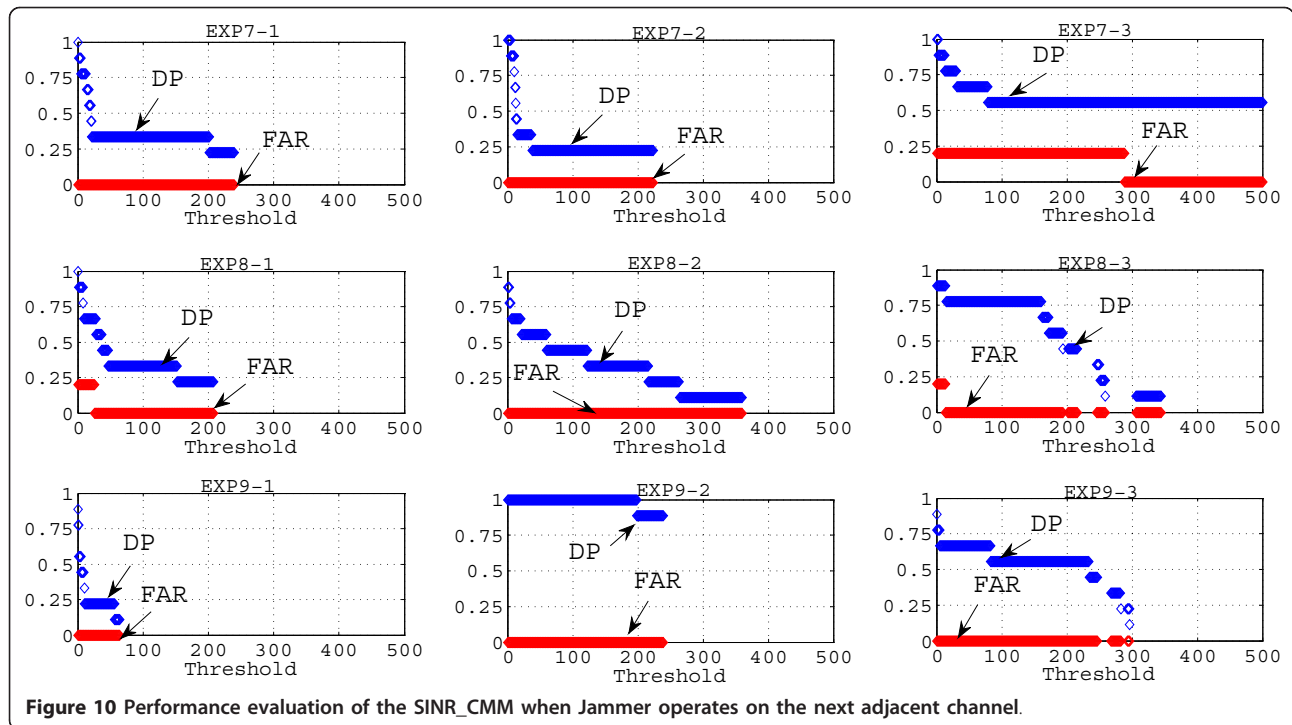 EXP7-1
1
0.75
0.5
0.25
0
DP
FAR
0 100 200 300 400 500
Threshold
EXP7-2
1
0.75
0.5
0.25
0
DP
FAR
0 100 200 300 400 500
Threshold
EXP7-3
1
0.75
0.5
0.25
0
DP
FAR
0 100 200 300 400 500
Threshold
EXP8-1
1
0.75
0.5
0.25
0
DP
FAR
0 100 200 300 400 500
Threshold
EXP8-2
1
0.75
0.5
0.25
0
DP
FAR
0 100 200 300 400 500
Threshold
EXP8-3
1
0.75
0.5
0.25
0
DP
FAR
0 100 200 300 400 500
Threshold
EXP9-1
1
0.75
0.5
0.25
0
DP
FAR
0 100 200 300 400 500
Threshold
EXP9-2
1
0.75
0.5
0.25
0
DP
FAR
0 100 200 300 400 500
Threshold
EXP9-3
1
0.75
0.5
0.25
0
DP
FAR
0 100 200 300 400 500
Threshold
Figure 10 Performance evaluation of the SINR_CMM when Jammer operates on the next adjacent channel.